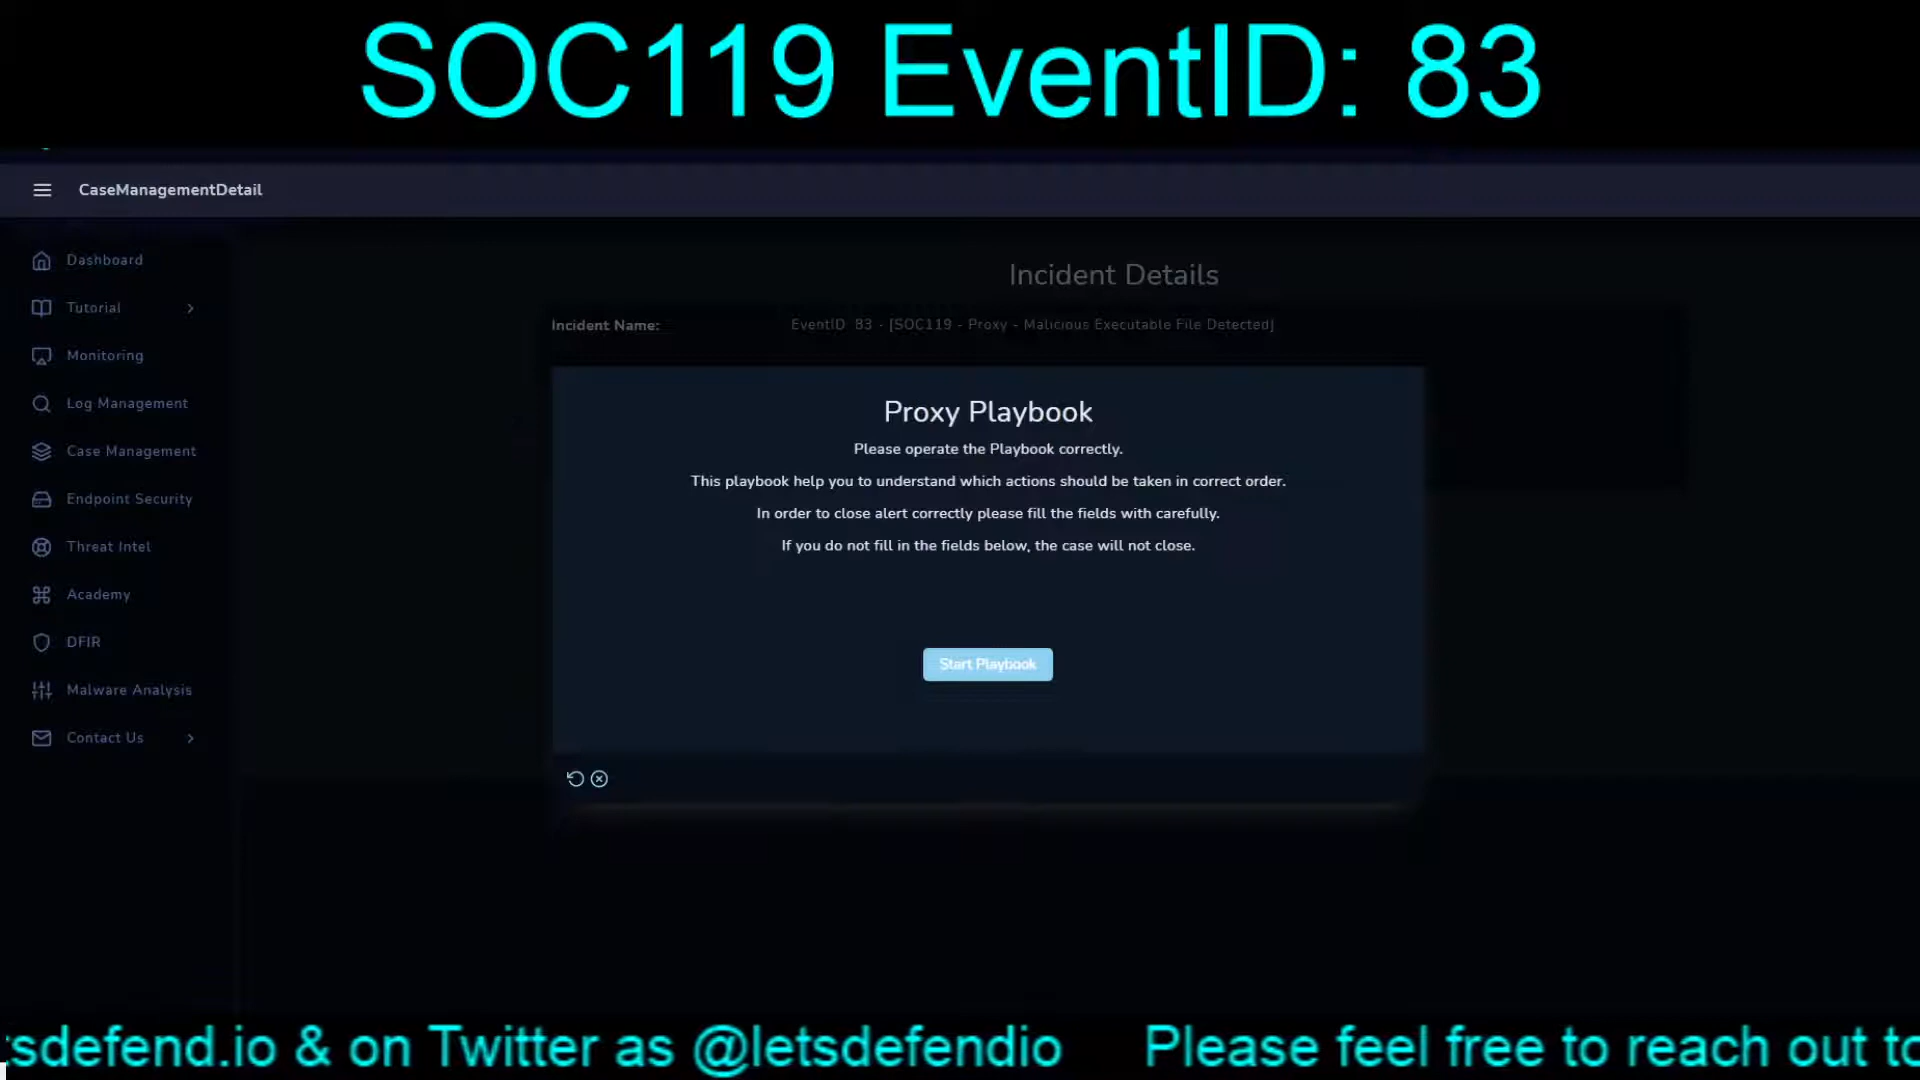 SOC119 EventID: 83
CaseManagementDetail
Dashboard
Tutorial
Monitoring
Log Management
Case Management
Endpoint Security
Threat Intel
Academy
DFIR
Malware Analysis
Contact Us
Incident Details
Incident Name:
EventID 83 - [SOC119 - Proxy - Malicious Executable File Detected]
Proxy Playbook
Please operate the Playbook correctly.
This playbook help you to understand which actions should be taken in correct order.
In order to close alert correctly please fill the fields with carefully.
If you do not fill in the fields below, the case will not close.
Start Playbook
tsdefend.io & on Twitter as @letsdefendio Please feel free to reach out to